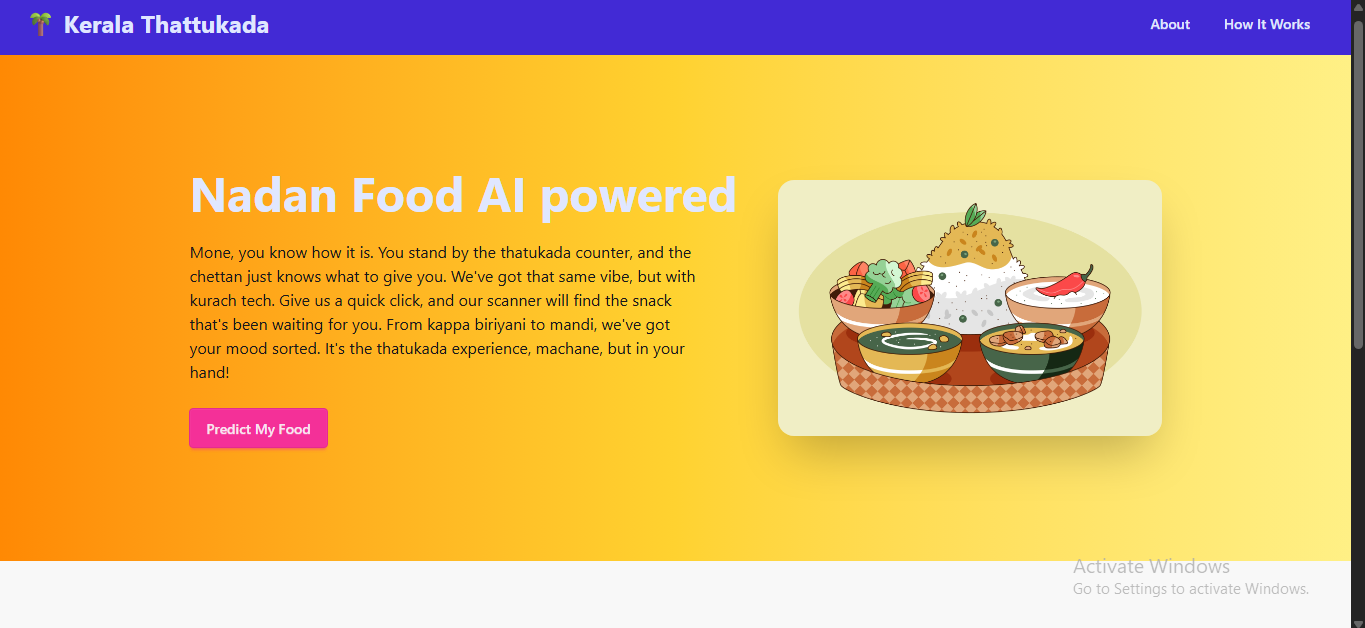 Kerala Thattukada
About
How It Works
Nadan Food AI powered
Mone, you know how it is. You stand by the thatukada counter, and the
chettan just knows what to give you. We've got that same vibe, but with
kurach tech. Give us a quick click, and our scanner will find the snack
that's been waiting for you. From kappa biriyani to mandi, we've got
your mood sorted. It's the thatukada experience, machane, but in your
hand!
Predict My Food
Activate Windows
Go to Settings to activate Windows.